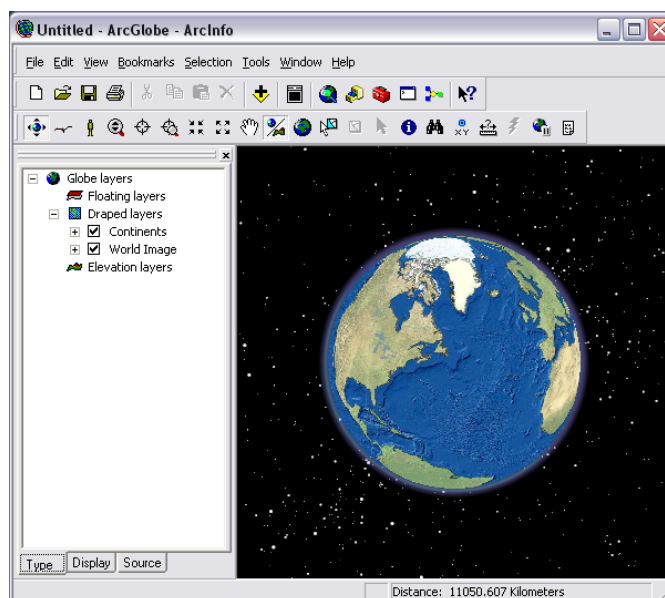 Untitled - ArcGlobe - ArcInfo
File Edit View Bookmarks Selection Tools Window Help
XY
Globe layers
Floating layers
Draped layers
Continents
World Image
Elevation layers
Type Display Source
Distance: 11050.607 Kilometers